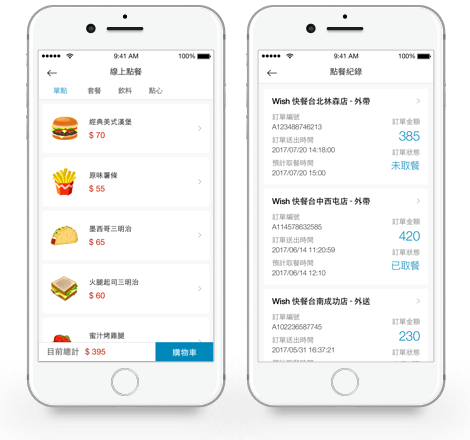 9:41 AM
100%
線上點餐
單點
套餐
飲料
點心
經典美式漢堡
$ 70
原味薯條
$ 55
墨西哥三明治
$ 65
火腿起司三明治
$ 60
蜜汁烤雞腿
目前總計 $ 395
購物車
9:41 AM
100%
點餐紀錄
Wish 快餐台北林森店 - 外帶
訂單編號
A123488746213
訂單送出時間
2017/07/20 14:18:00
預計取餐時間
2017/07/20 15:00
訂單金額
385
訂單狀態
未取餐
Wish 快餐台中西屯店 - 外帶
訂單編號
A114578632585
訂單送出時間
2017/06/14 11:20:59
預計取餐時間
2017/06/14 12:10
訂單金額
420
訂單狀態
已取餐
Wish 快餐台南成功店 - 外送
訂單編號
A102236587745
訂單送出時間
2017/05/31 16:37:21
訂單金額
230
訂單狀態